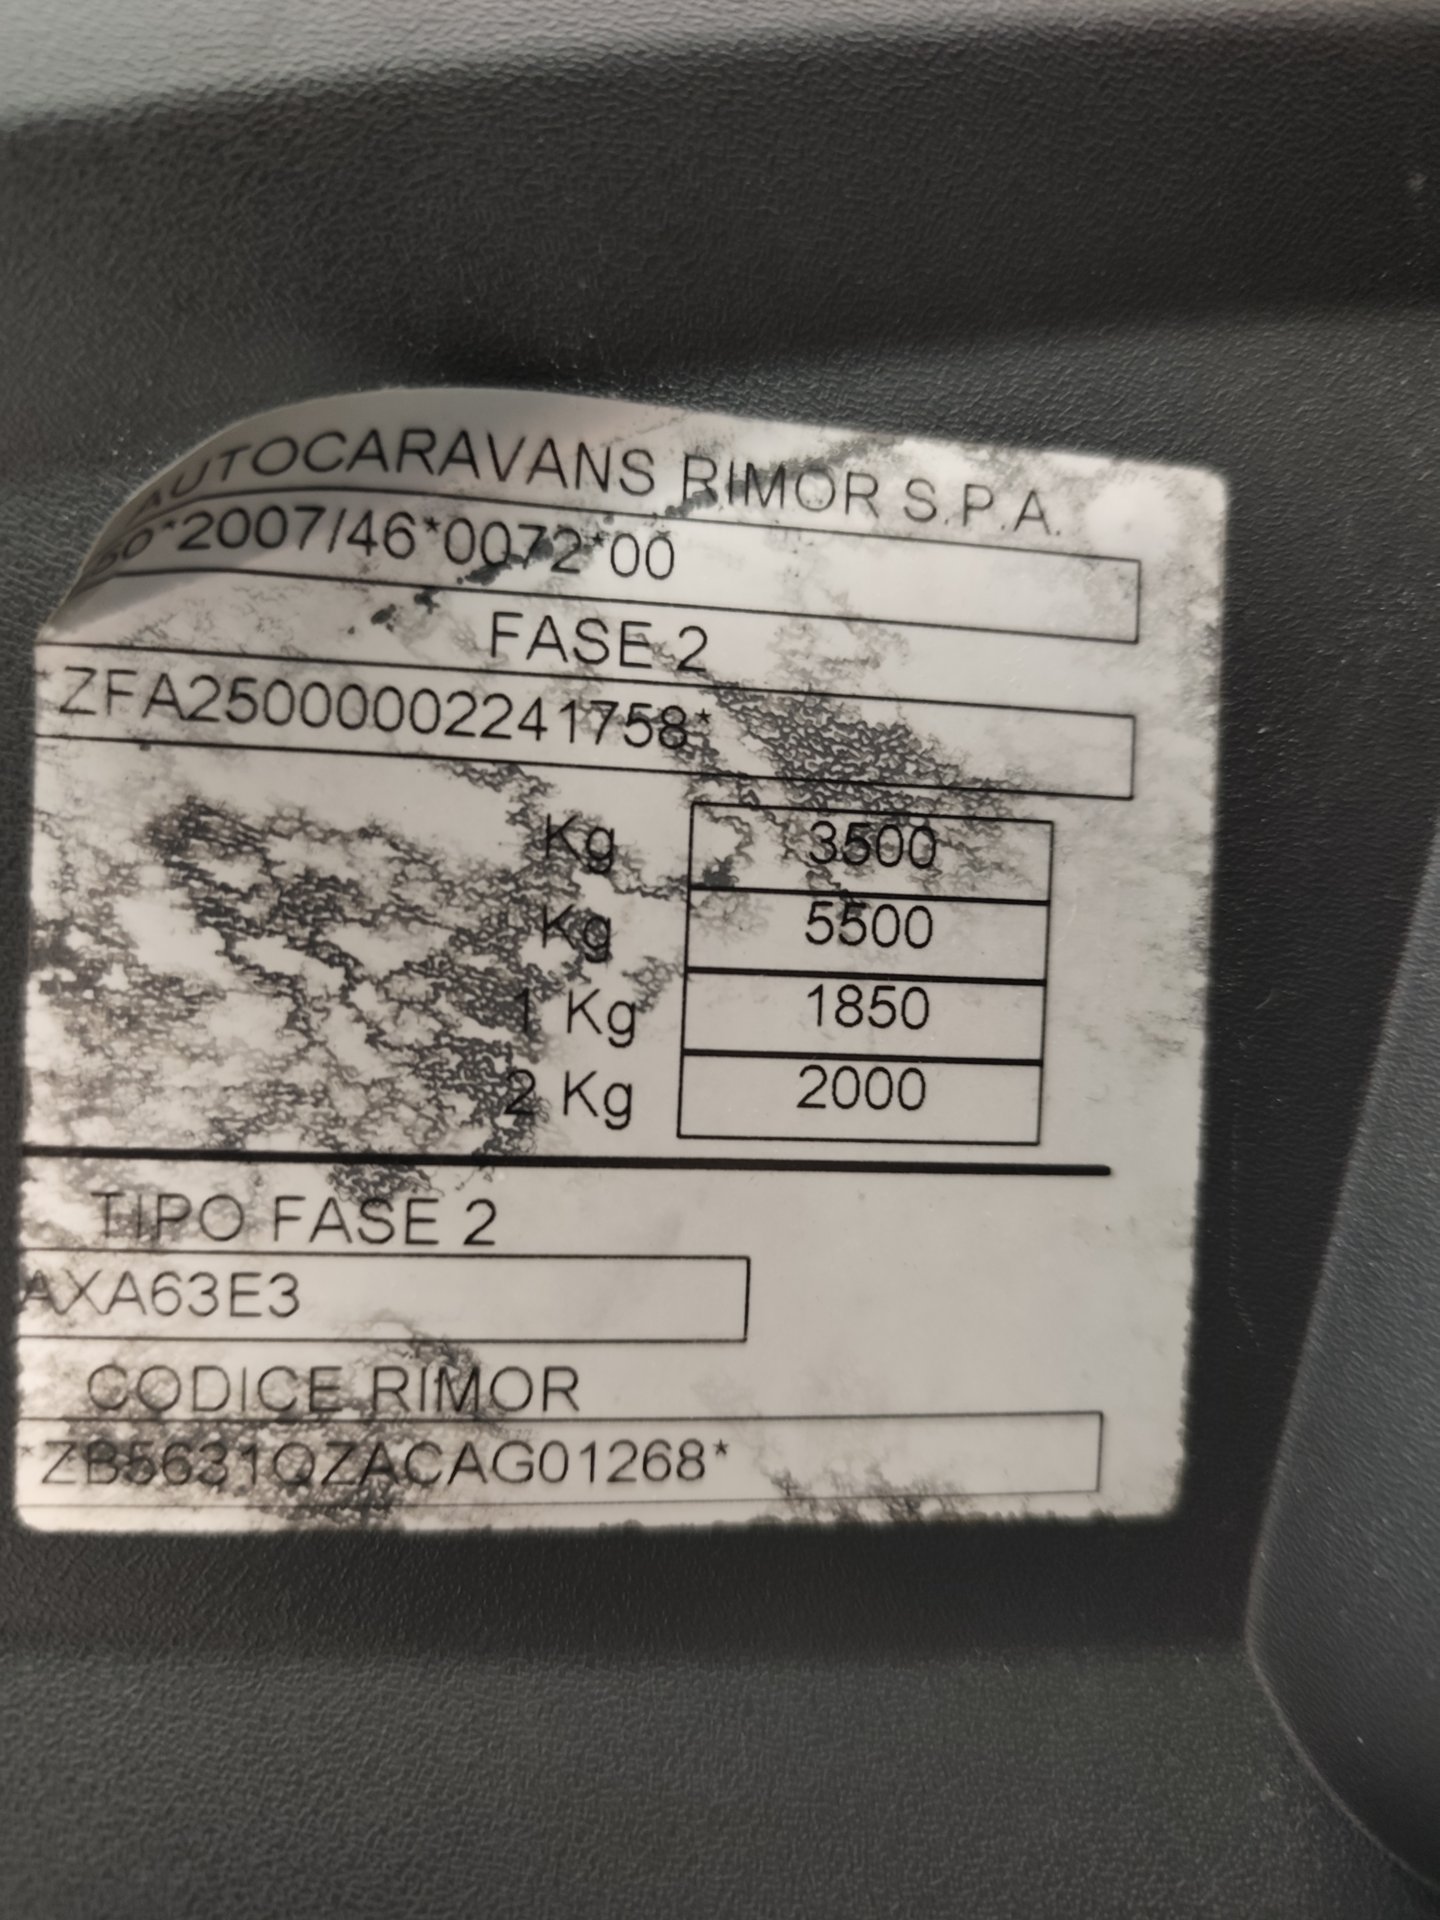 AUTOCARAVANS RIMOR S.P.A.
*2007/46*0072*00
FASE 2
*ZFA25000002241758*
Kg 3500
Kg 5500
1 Kg 1850
2 Kg 2000
TIPO FASE 2
AXA63E3
CODICE RIMOR
*ZB5631QZACAG01268*